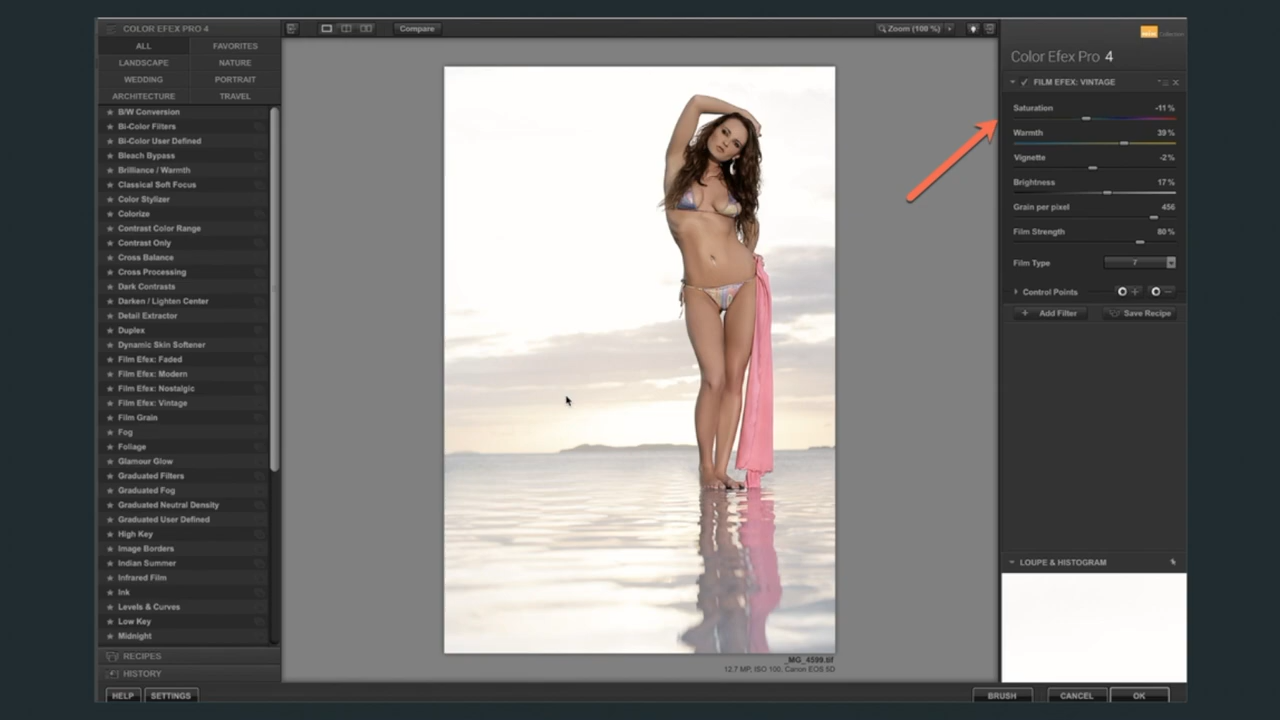 COLOR EFEX PRO 4
ALL
FAVORITES
LANDSCAPE
NATURE
WEDDING
PORTRAIT
ARCHITECTURE
TRAVEL
B/W Conversion
Bi-Color Filters
Bi-Color User Defined
Bleach Bypass
Brilliance / Warmth
Classical Soft Focus
Color Stylizer
Colorize
Contrast Color Range
Contrast Only
Cross Balance
Cross Processing
Dark Contrasts
Darken / Lighten Center
Detail Extractor
Duplex
Dynamic Skin Softener
Film Efex: Faded
Film Efex: Modern
Film Efex: Nostalgic
Film Efex: Vintage
Film Grain
Fog
Foliage
Glamour Glow
Graduated Filters
Graduated Fog
Graduated Neutral Density
Graduated User Defined
High Key
Image Borders
Indian Summer
Infrared Film
Ink
Levels & Curves
Low Key
Midnight
RECIPES
HISTORY
HELP
SETTINGS
Compare
Zoom (100 %)
_MG_4599.tif
12.7 MP, ISO 100, Canon EOS 5D
Color Efex Pro 4
FILM EFEX: VINTAGE
Saturation -11 %
Warmth 39 %
Vignette -2 %
Brightness 17 %
Grain per pixel 456
Film Strength 80 %
Film Type 7
Control Points
Add Filter
Save Recipe
LOUPE & HISTOGRAM
BRUSH
CANCEL
OK